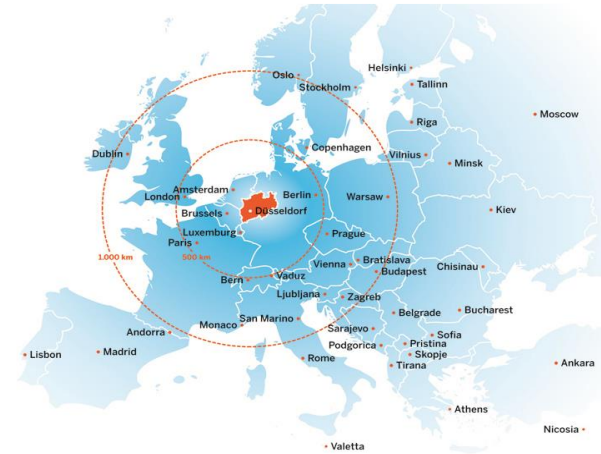 Helsinki
Oslo
Tallinn
Stockholm
Moscow
Riga
Copenhagen
Dublin
Vilnius
Minsk
Amsterdam
Berlin
London
Warsaw
Brussels
Düsseldorf
Kiev
Luxemburg
Prague
Paris
1.000 km
500 km
Vienna
Bratislava
Chisinau
Budapest
Bern
Vaduz
Ljubljana
Zagreb
Bucharest
Belgrade
San Marino
Monaco
Sarajevo
Andorra
Sofia
Podgorica
Pristina
Lisbon
Madrid
Skopje
Rome
Tirana
Ankara
Athens
Nicosia
Valetta